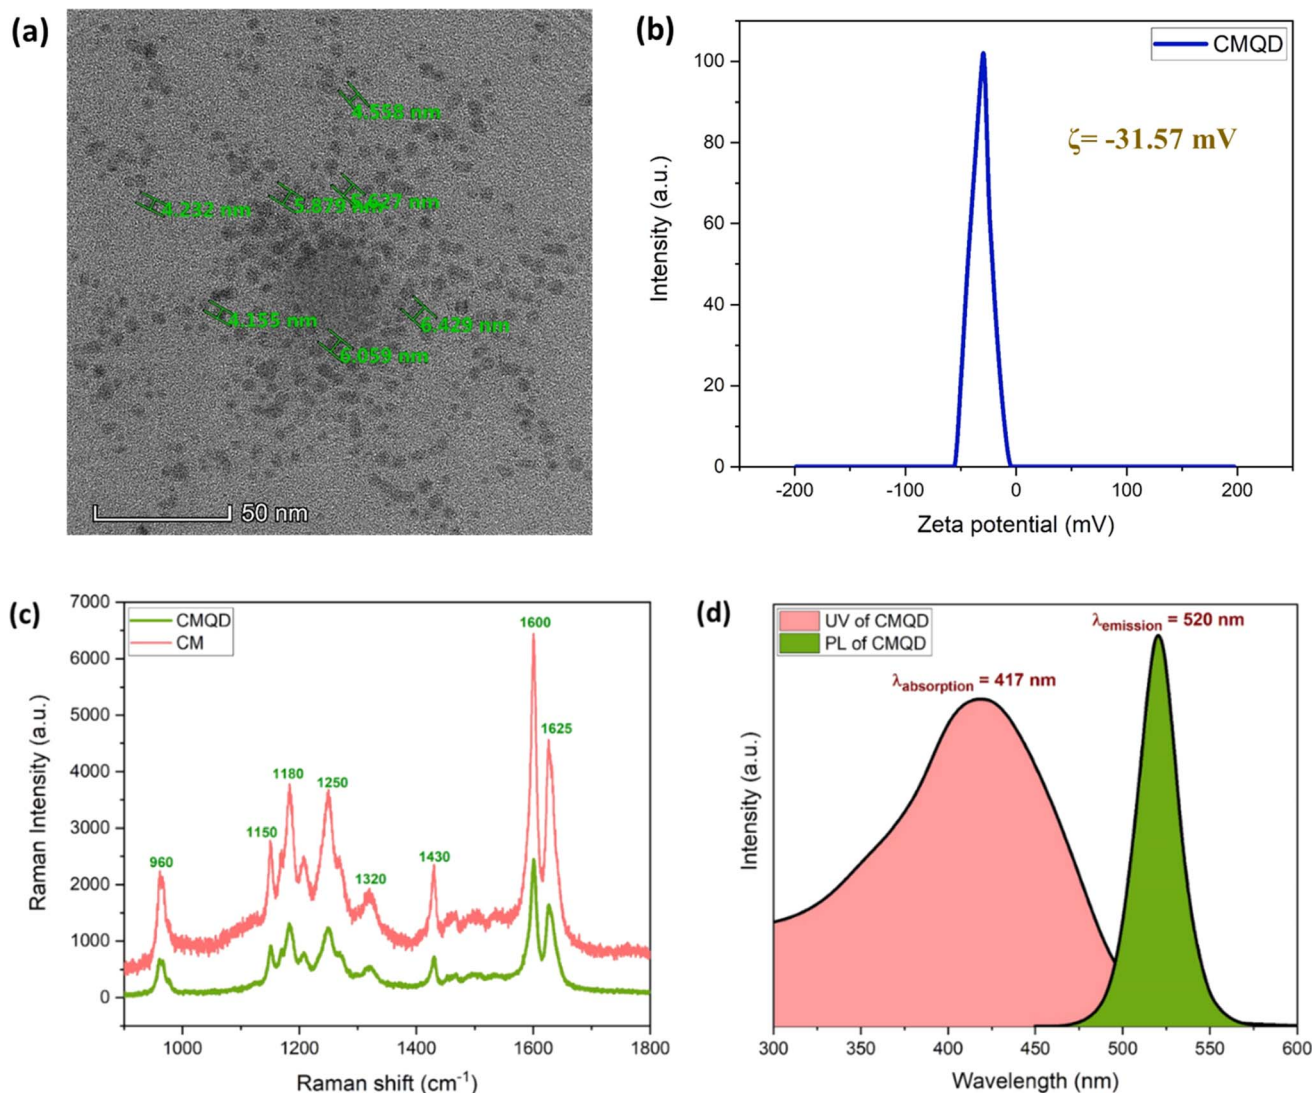 (a)
4.558 nm
4.232 nm
5.879 nm
4.155 nm
6.429 nm
6.059 nm
50 nm
(b)
CMQD
ζ= -31.57 mV
Intensity (a.u.)
100
80
60
40
20
0
-200 -100 0 100 200
Zeta potential (mV)
(c)
CMQD
CM
Raman Intensity (a.u.)
7000
6000
5000
4000
3000
2000
1000
0
960
1150
1180
1250
1320
1430
1600
1625
1000 1200 1400 1600 1800
Raman shift (cm⁻¹)
(d)
UV of CMQD
PL of CMQD
λabsorption = 417 nm
λemission = 520 nm
Intensity (a.u.)
300 350 400 450 500 550 600
Wavelength (nm)